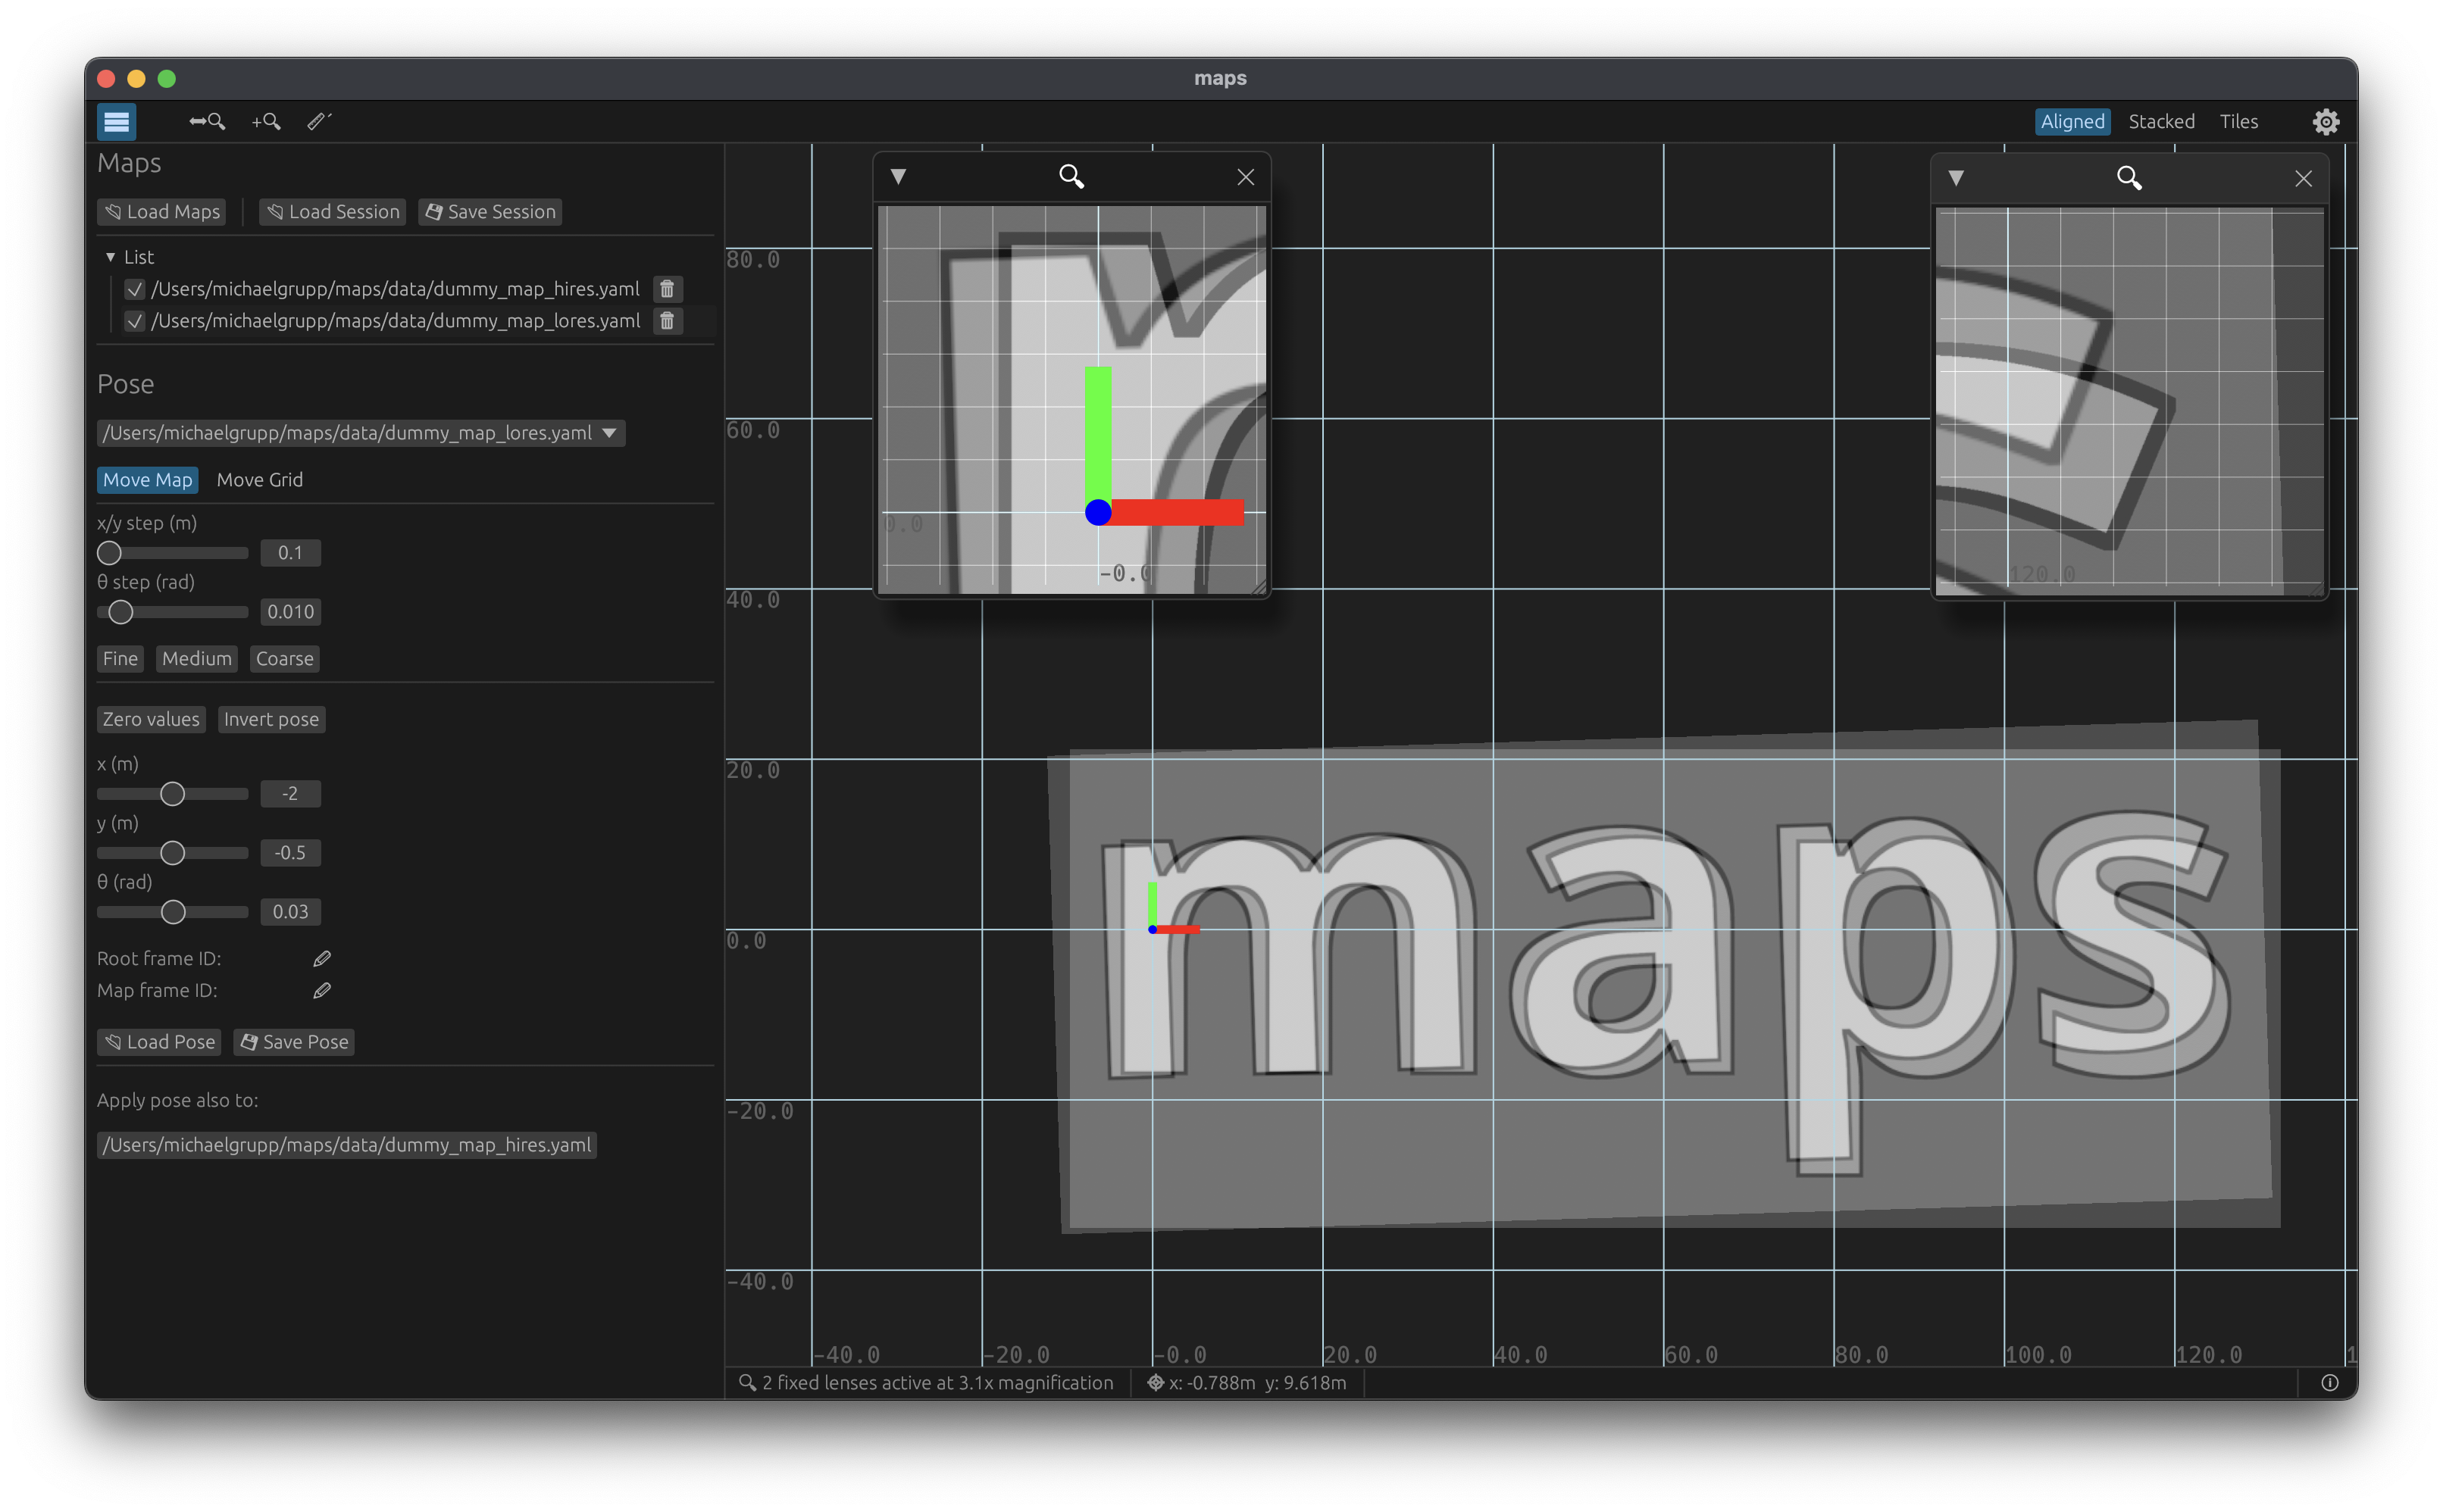 maps
Aligned Stacked Tiles
Maps
Load Maps Load Session Save Session
List
/Users/michaelgrupp/maps/data/dummy_map_hires.yaml
/Users/michaelgrupp/maps/data/dummy_map_lores.yaml
Pose
/Users/michaelgrupp/maps/data/dummy_map_lores.yaml
Move Map Move Grid
x/y step (m)
0.1
θ step (rad)
0.010
Fine Medium Coarse
Zero values Invert pose
x (m)
-2
y (m)
-0.5
θ (rad)
0.03
Root frame ID:
Map frame ID:
Load Pose Save Pose
Apply pose also to:
/Users/michaelgrupp/maps/data/dummy_map_hires.yaml
0.0
-0.0
120.0
80.0
60.0
40.0
20.0
0.0
-20.0
-40.0
maps
-40.0 -20.0 -0.0 20.0 40.0 60.0 80.0 100.0 120.0 1
2 fixed lenses active at 3.1x magnification
x: -0.788m y: 9.618m